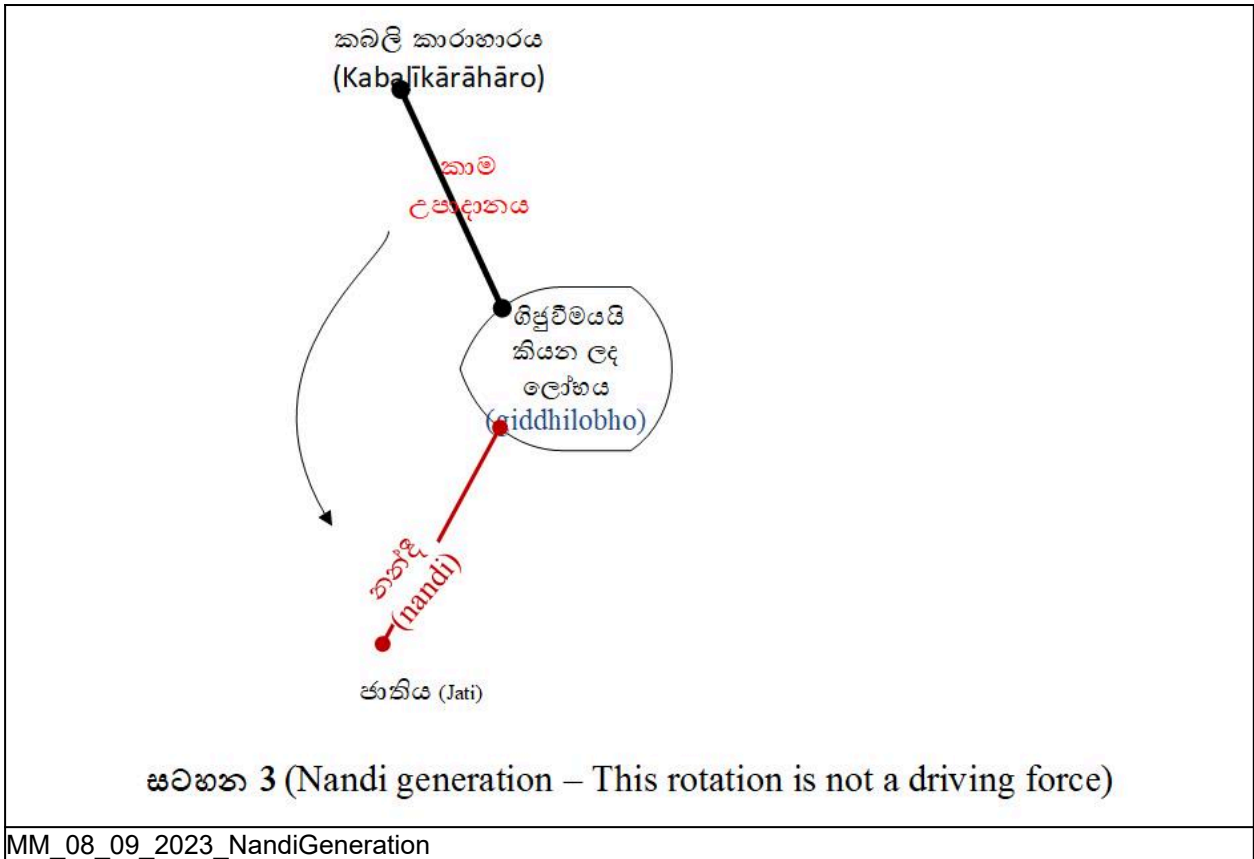 කබලි කාරාහාරය
(Kabaḷīkārāhāro)
කාම
උපාදානය
ගිජුවීමයයි
කියන ලද
ලෝභය
(giddhilobho)
නන්දී
(nandi)
ජාතිය (Jati)
සටහන 3 (Nandi generation – This rotation is not a driving force)
MM_08_09_2023_NandiGeneration